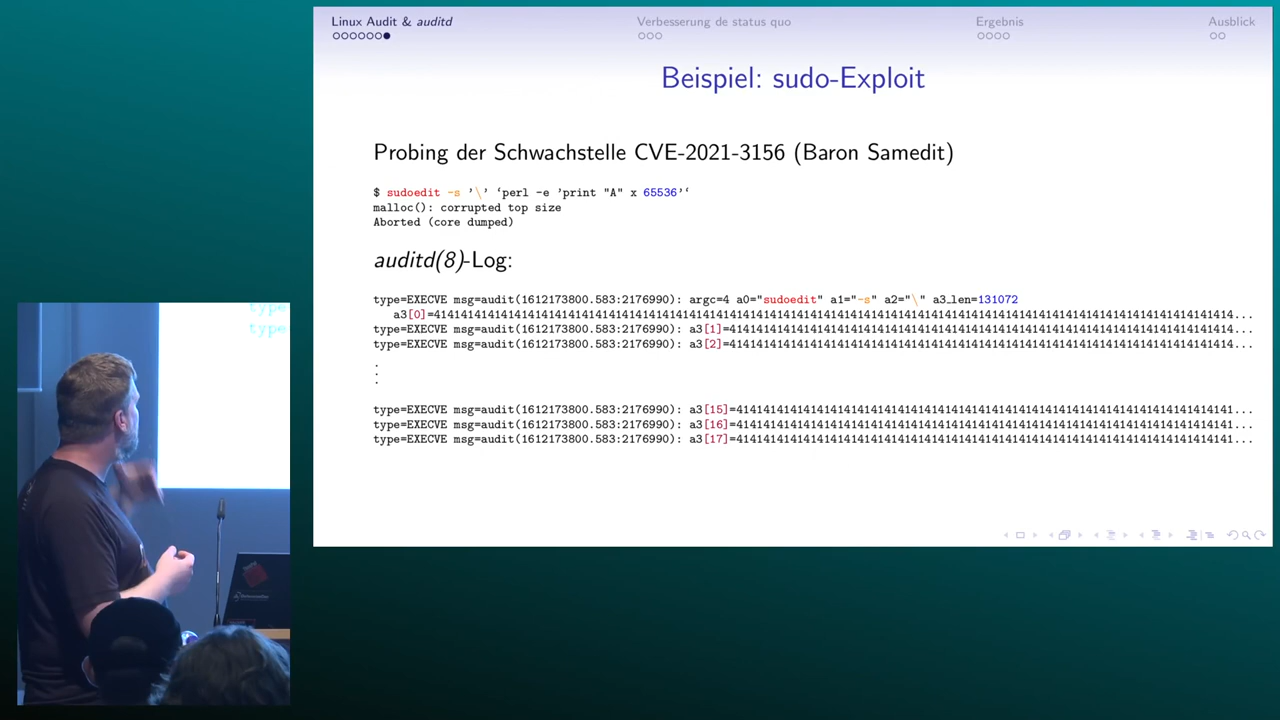 Linux Audit & auditd
Verbesserung de status quo
Ergebnis
Ausblick
Beispiel: sudo-Exploit
Probing der Schwachstelle CVE-2021-3156 (Baron Samedit)
$ sudoedit -s ’\’ ‘perl -e ’print "A" x 65536’‘
malloc(): corrupted top size
Aborted (core dumped)
auditd(8)-Log:
type=EXECVE msg=audit(1612173800.583:2176990): argc=4 a0="sudoedit" a1="-s" a2="\" a3_len=131072
a3[0]=41414141414141414141414141414141414141414141414141414141414141414141414141414141414141414141414141414141414141414141414...
type=EXECVE msg=audit(1612173800.583:2176990): a3[1]=41414141414141414141414141414141414141414141414141414141414141414141414141...
type=EXECVE msg=audit(1612173800.583:2176990): a3[2]=41414141414141414141414141414141414141414141414141414141414141414141414141...
.
.
.
type=EXECVE msg=audit(1612173800.583:2176990): a3[15]=41414141414141414141414141414141414141414141414141414141414141414141414141...
type=EXECVE msg=audit(1612173800.583:2176990): a3[16]=41414141414141414141414141414141414141414141414141414141414141414141414141...
type=EXECVE msg=audit(1612173800.583:2176990): a3[17]=41414141414141414141414141414141414141414141414141414141414141414141414141...
type
type